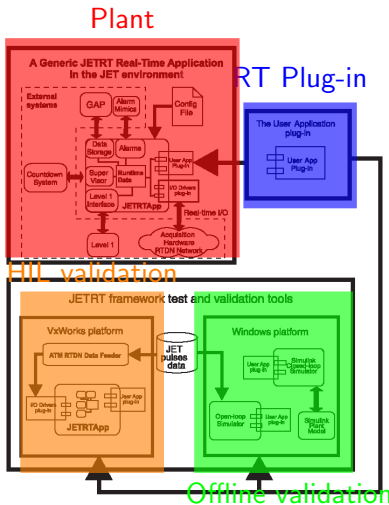 Plant
A Generic JETRT Real-Time Application
in the JET environment
RT Plug-in
External
systems
GAP
Alarm
Mimics
Config
File
The User Application
plug-in
User App
Plug-in
Data
Storage
Alarms
User App
Plug-in
Countdown
System
Super
Visor
Runtime
Data
I/O Drivers
plug-in
Level 1
Interface
JETRTApp
Real-time I/O
Level 1
Acquisition
Hardware
RTDN Network
HIL validation
JETRT framework test and validation tools
VxWorks platform
JET
pulses
data
Windows platform
ATM RTDN Data Feeder
User App
plug-in
Simulink
Closed-loop
Simulator
I/O Drivers
plug-in
User App
plug-in
JETRTApp
Open-loop
Simulator
User App
plug-in
Simulink
Plant
Model
Offline validation